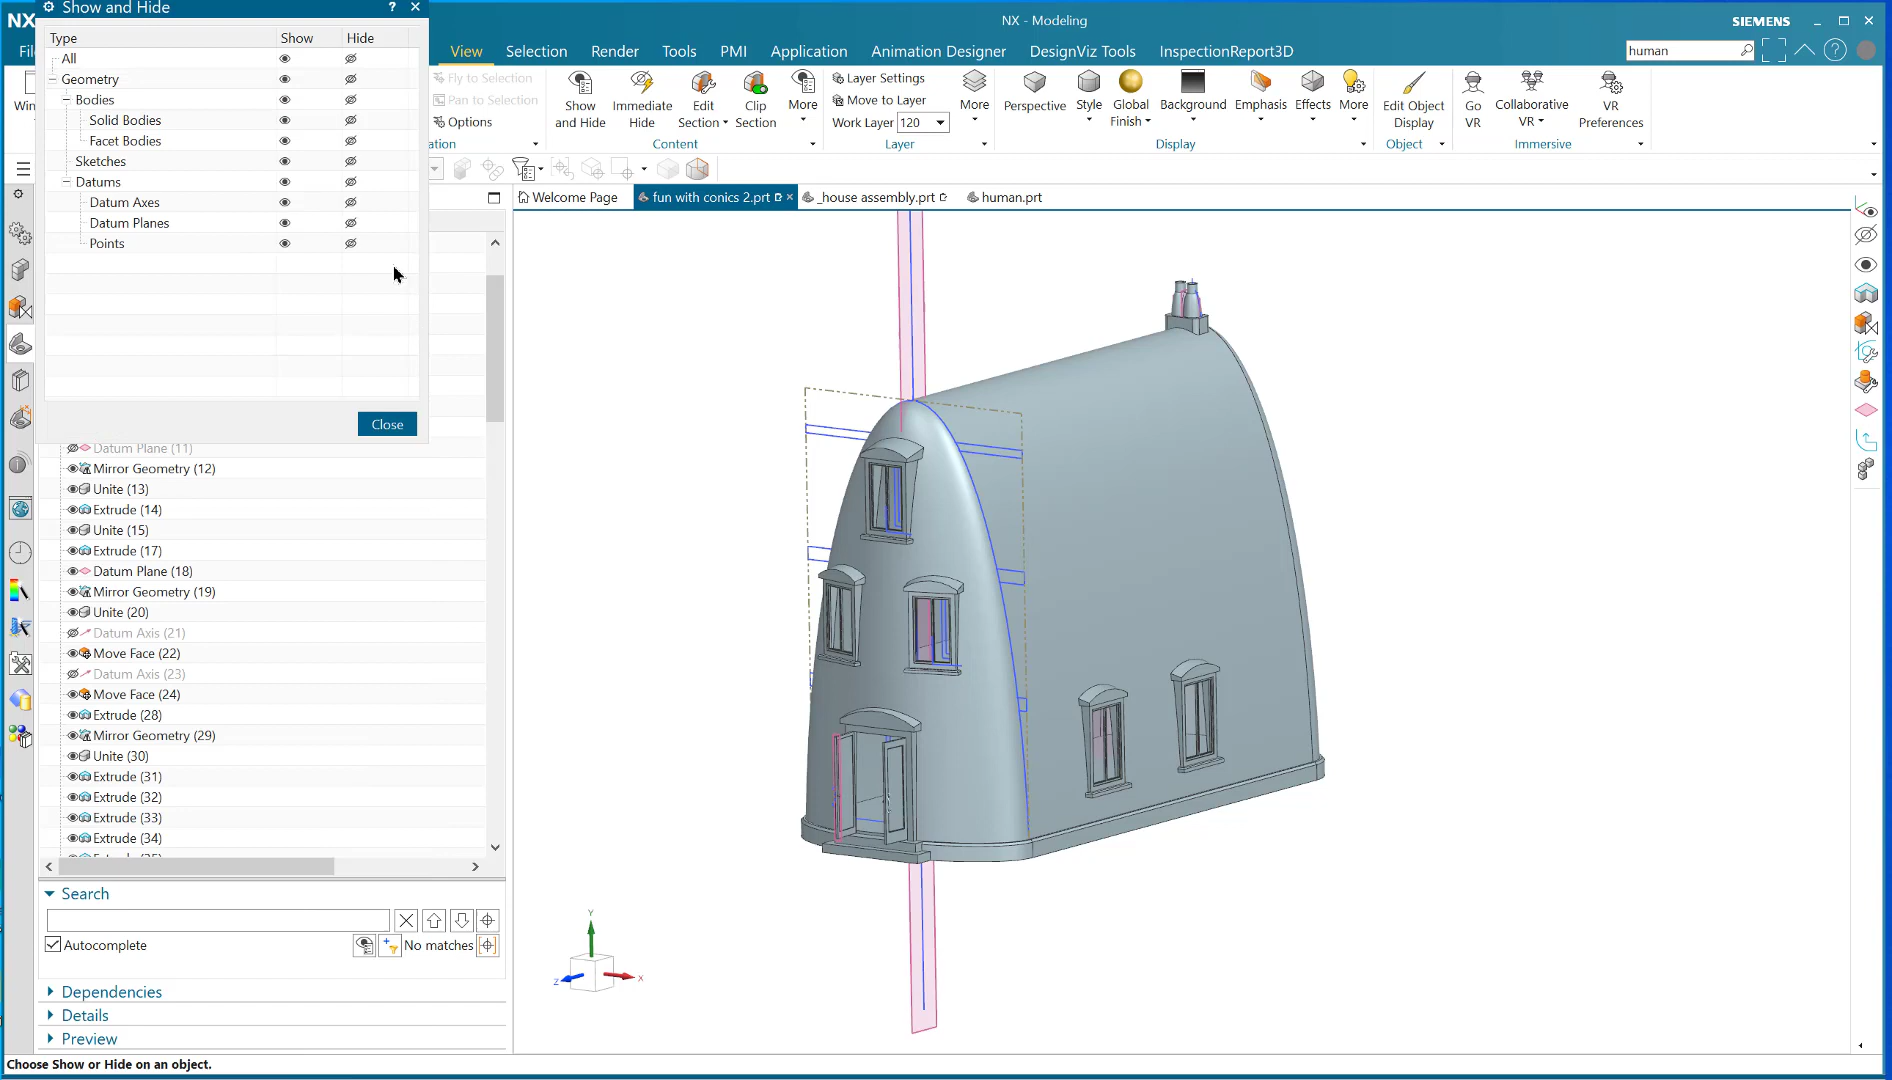 NX
Show and Hide
?
NX - Modeling
SIEMENS
Type
Show
Hide
View
Selection
Render
Tools
PMI
Application
Animation Designer
DesignViz Tools
InspectionReport3D
human
All
Geometry
Bodies
Solid Bodies
Facet Bodies
Sketches
Datums
Datum Axes
Datum Planes
Points
Close
Fly to Selection
Pan to Selection
Options
Show
and Hide
Immediate
Hide
Edit
Section
Clip
Section
More
Content
Layer Settings
Move to Layer
Work Layer 120
More
Layer
Perspective
Style
Global
Finish
Background
Emphasis
Effects
More
Display
Edit Object
Display
Object
Go
VR
Collaborative
VR
VR
Preferences
Immersive
Welcome Page
fun with conics 2.prt
_house assembly.prt
human.prt
Datum Plane (11)
Mirror Geometry (12)
Unite (13)
Extrude (14)
Unite (15)
Extrude (17)
Datum Plane (18)
Mirror Geometry (19)
Unite (20)
Datum Axis (21)
Move Face (22)
Datum Axis (23)
Move Face (24)
Extrude (28)
Mirror Geometry (29)
Unite (30)
Extrude (31)
Extrude (32)
Extrude (33)
Extrude (34)
Search
Autocomplete
No matches
Dependencies
Details
Preview
Y
Z
X
Choose Show or Hide on an object.